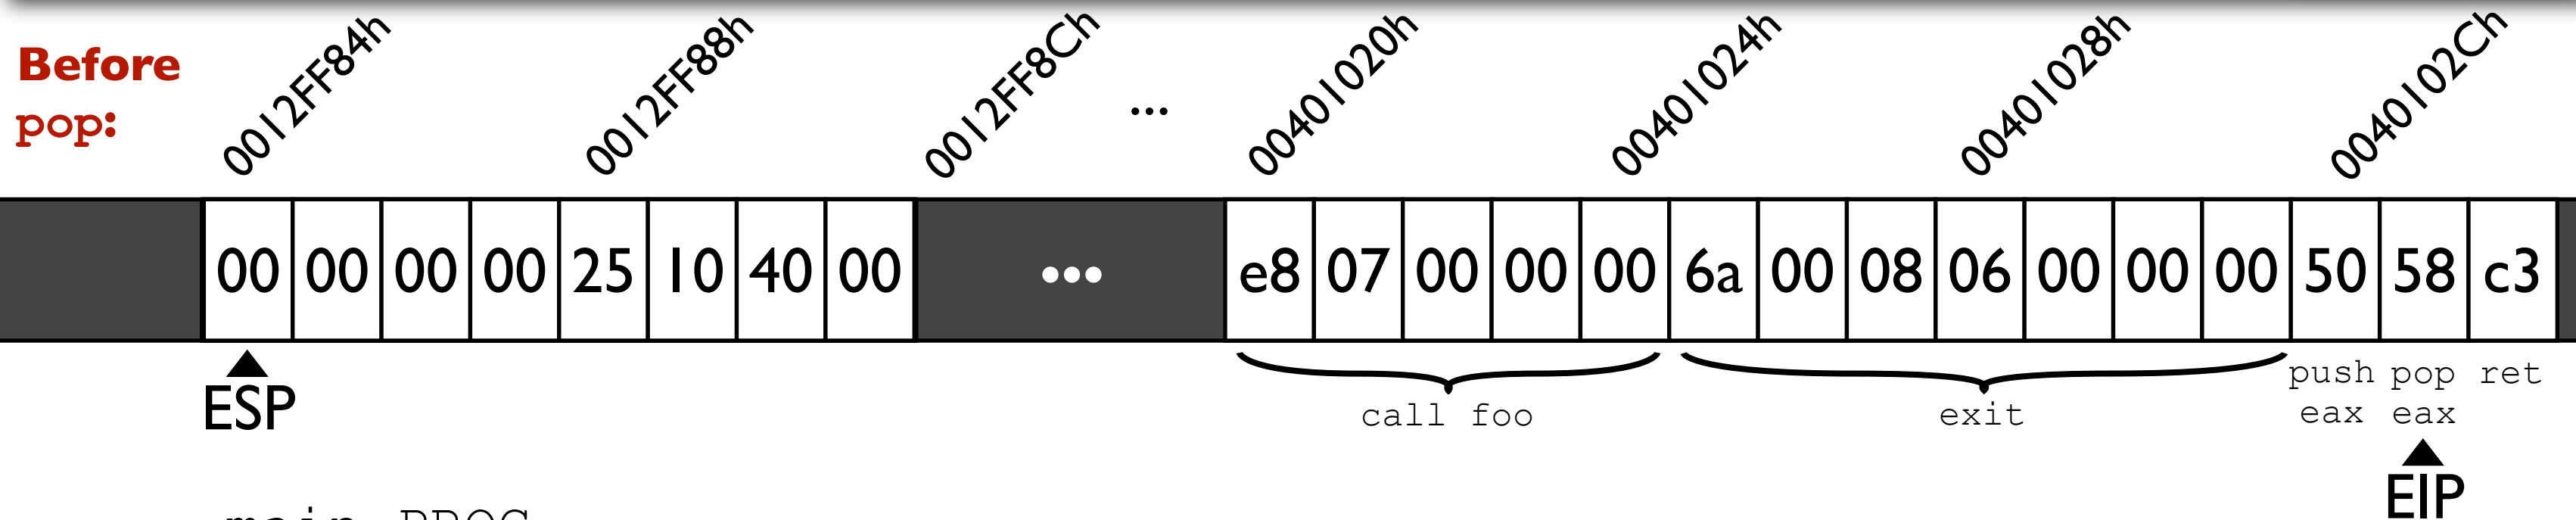 Before
pop:
0012FF84h
0012FF88h
0012FF8Ch
...
00401020h
00401024h
00401028h
0040102Ch
00 00 00 00 25 10 40 00 ... e8 07 00 00 00 6a 00 08 06 00 00 00 50 58 c3
ESP
call foo
exit
push pop ret
eax eax
EIP
main PROC